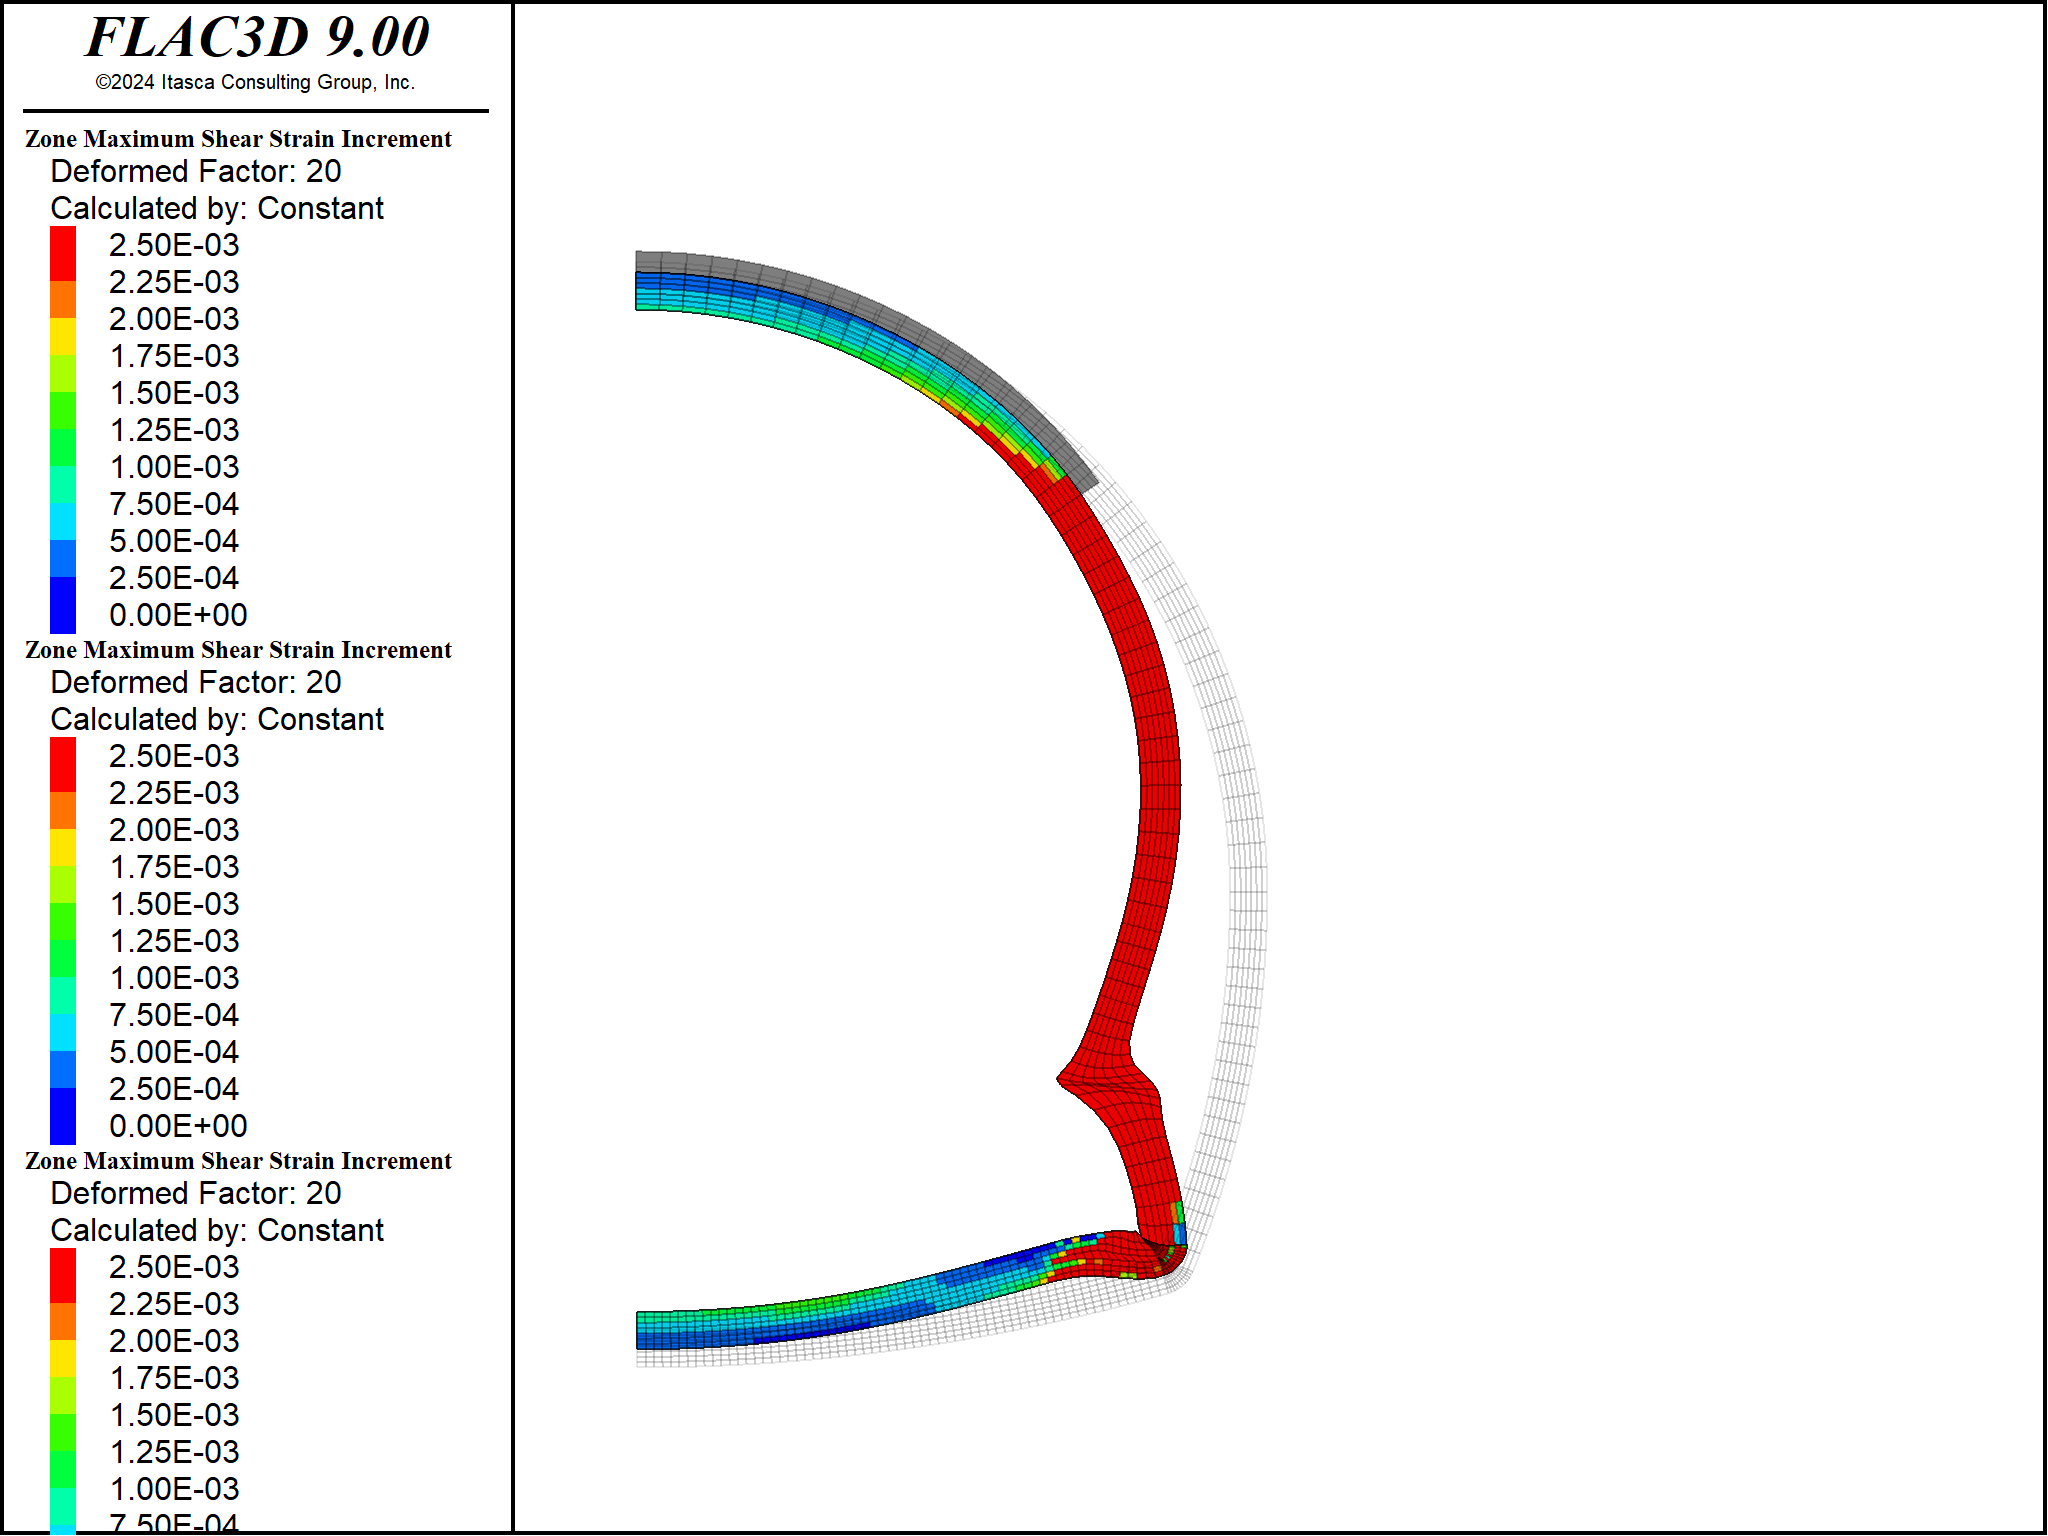 FLAC3D 9.00
©2024 Itasca Consulting Group, Inc.
Zone Maximum Shear Strain Increment
Deformed Factor: 20
Calculated by: Constant
2.50E-03
2.25E-03
2.00E-03
1.75E-03
1.50E-03
1.25E-03
1.00E-03
7.50E-04
5.00E-04
2.50E-04
0.00E+00
Zone Maximum Shear Strain Increment
Deformed Factor: 20
Calculated by: Constant
2.50E-03
2.25E-03
2.00E-03
1.75E-03
1.50E-03
1.25E-03
1.00E-03
7.50E-04
5.00E-04
2.50E-04
0.00E+00
Zone Maximum Shear Strain Increment
Deformed Factor: 20
Calculated by: Constant
2.50E-03
2.25E-03
2.00E-03
1.75E-03
1.50E-03
1.25E-03
1.00E-03
7.50E-04